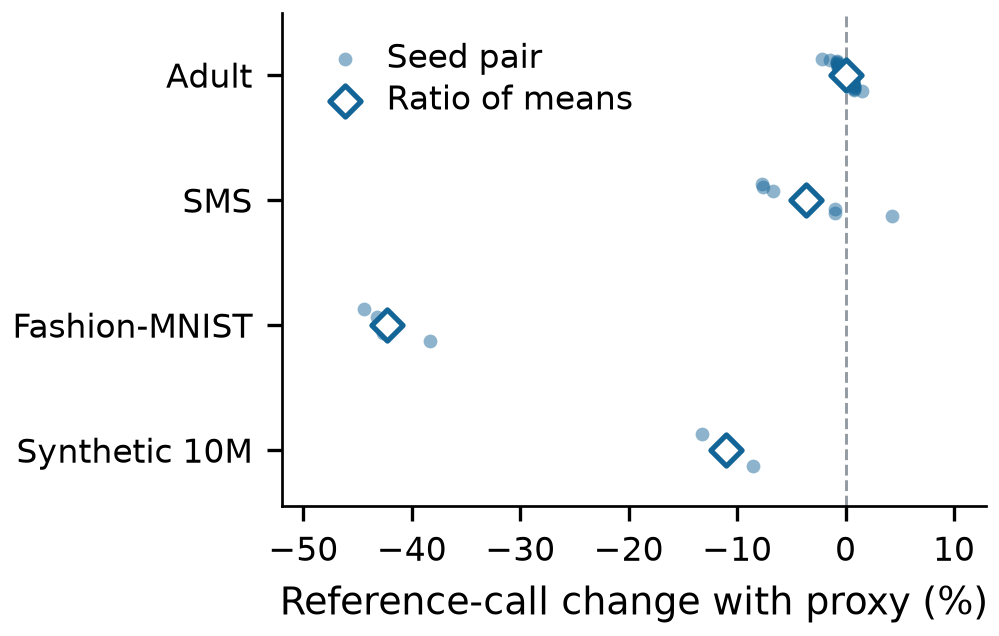 Seed pair
Ratio of means
Adult
SMS
Fashion-MNIST
Synthetic 10M
−50 −40 −30 −20 −10 0 10
Reference-call change with proxy (%)